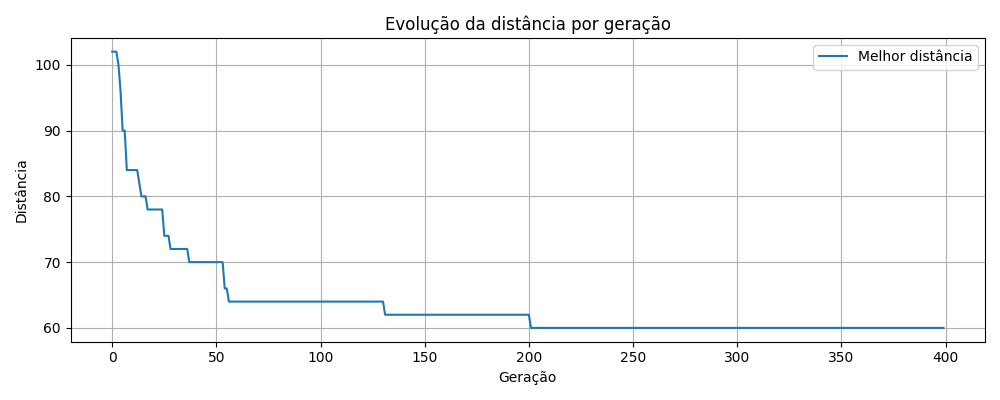 Evolução da distância por geração
Melhor distância
Distância
100
90
80
70
60
0 50 100 150 200 250 300 350 400
Geração